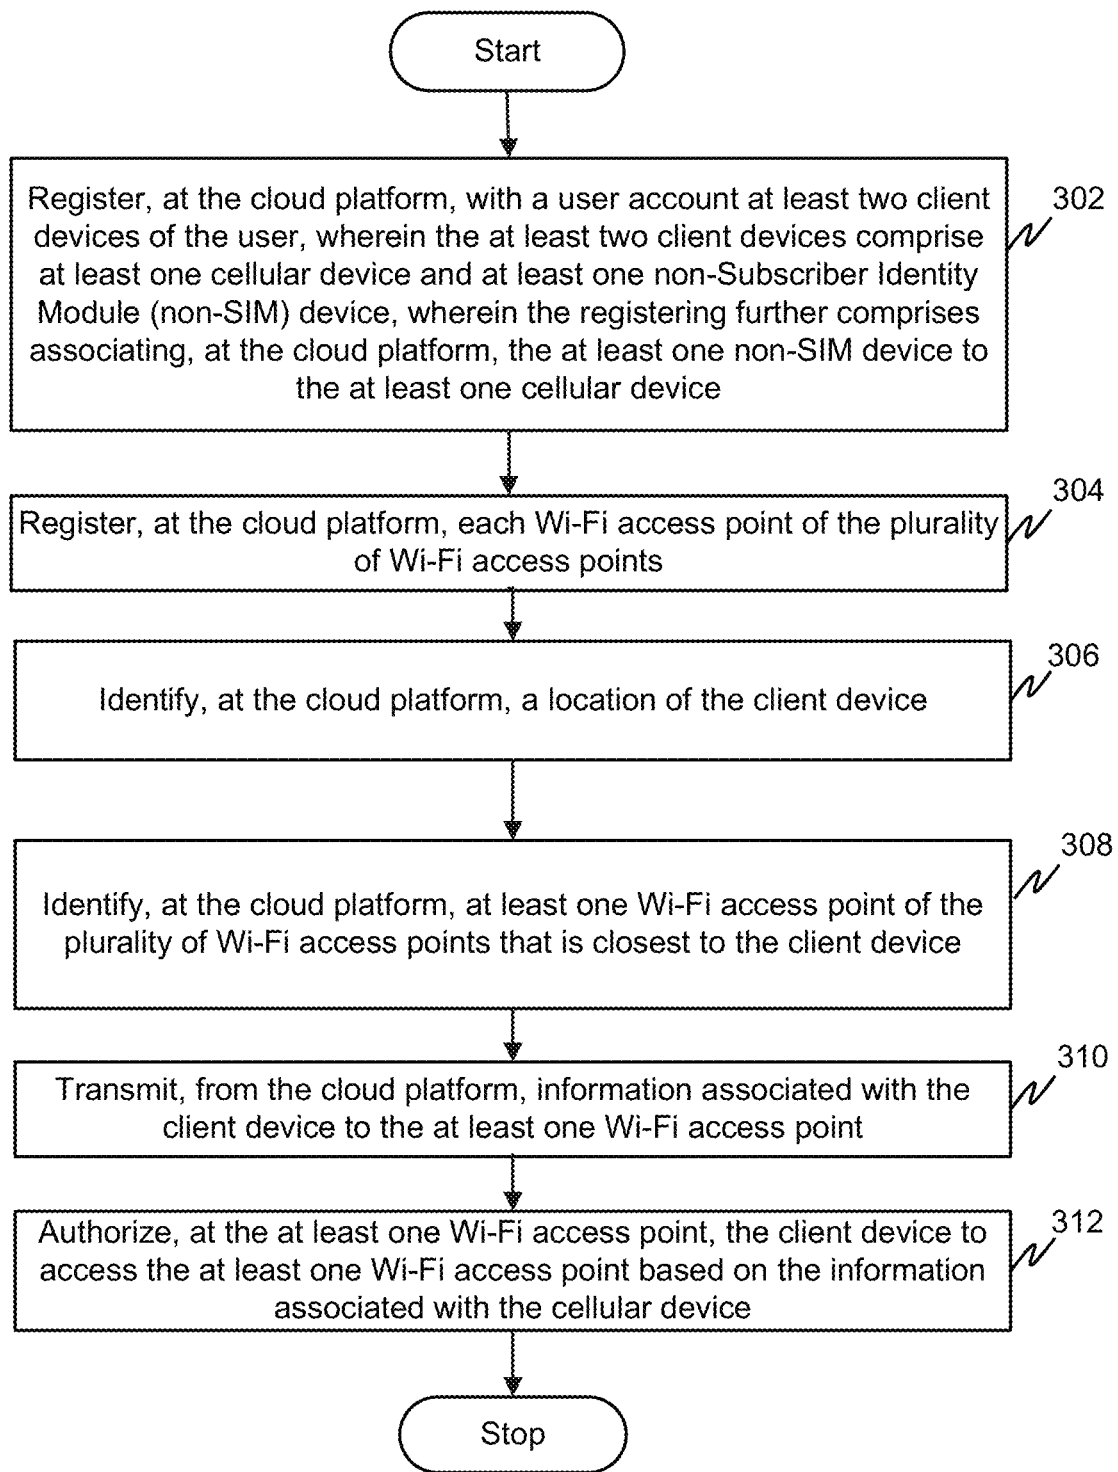 Start
Register, at the cloud platform, with a user account at least two client
devices of the user, wherein the at least two client devices comprise
at least one cellular device and at least one non-Subscriber Identity
Module (non-SIM) device, wherein the registering further comprises
associating, at the cloud platform, the at least one non-SIM device to
the at least one cellular device
302
Register, at the cloud platform, each Wi-Fi access point of the plurality
of Wi-Fi access points
304
Identify, at the cloud platform, a location of the client device
306
Identify, at the cloud platform, at least one Wi-Fi access point of the
plurality of Wi-Fi access points that is closest to the client device
308
Transmit, from the cloud platform, information associated with the
client device to the at least one Wi-Fi access point
310
Authorize, at the at least one Wi-Fi access point, the client device to
access the at least one Wi-Fi access point based on the information
associated with the cellular device
312
Stop